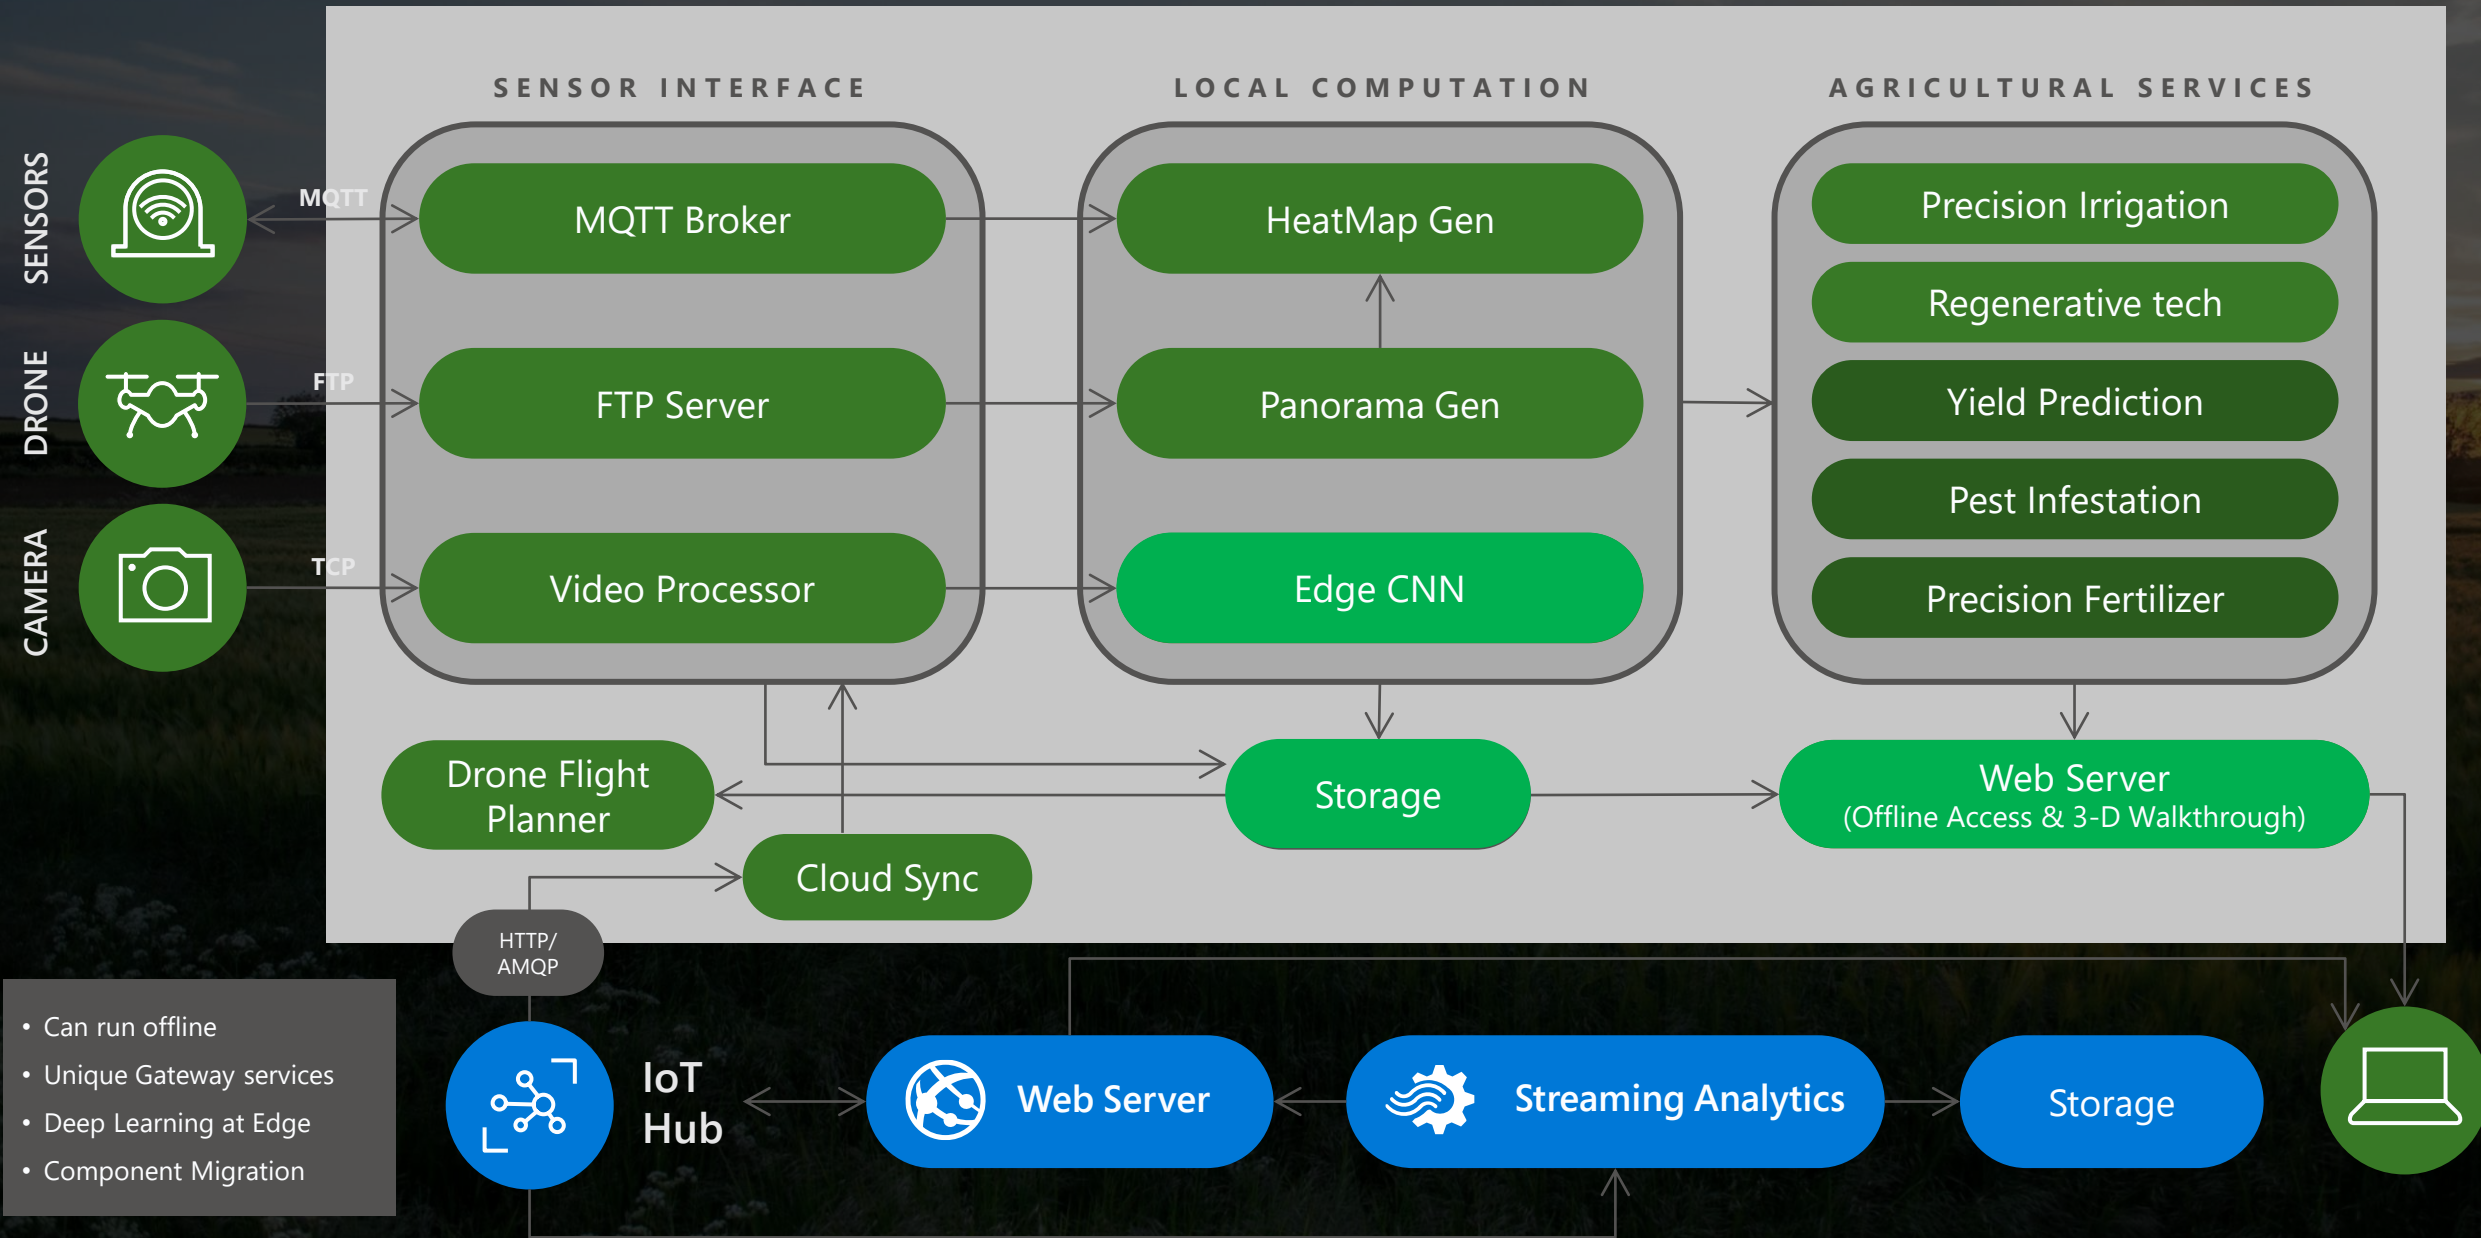 SENSOR INTERFACE
LOCAL COMPUTATION
AGRICULTURAL SERVICES
SENSORS
MQTT
MQTT Broker
HeatMap Gen
Precision Irrigation
Regenerative tech
DRONE
FTP
FTP Server
Panorama Gen
Yield Prediction
Pest Infestation
CAMERA
TCP
Video Processor
Edge CNN
Precision Fertilizer
Drone Flight
Planner
Storage
Web Server
(Offline Access & 3-D Walkthrough)
Cloud Sync
HTTP/
AMQP
• Can run offline
• Unique Gateway services
• Deep Learning at Edge
• Component Migration
IoT
Hub
Web Server
Streaming Analytics
Storage